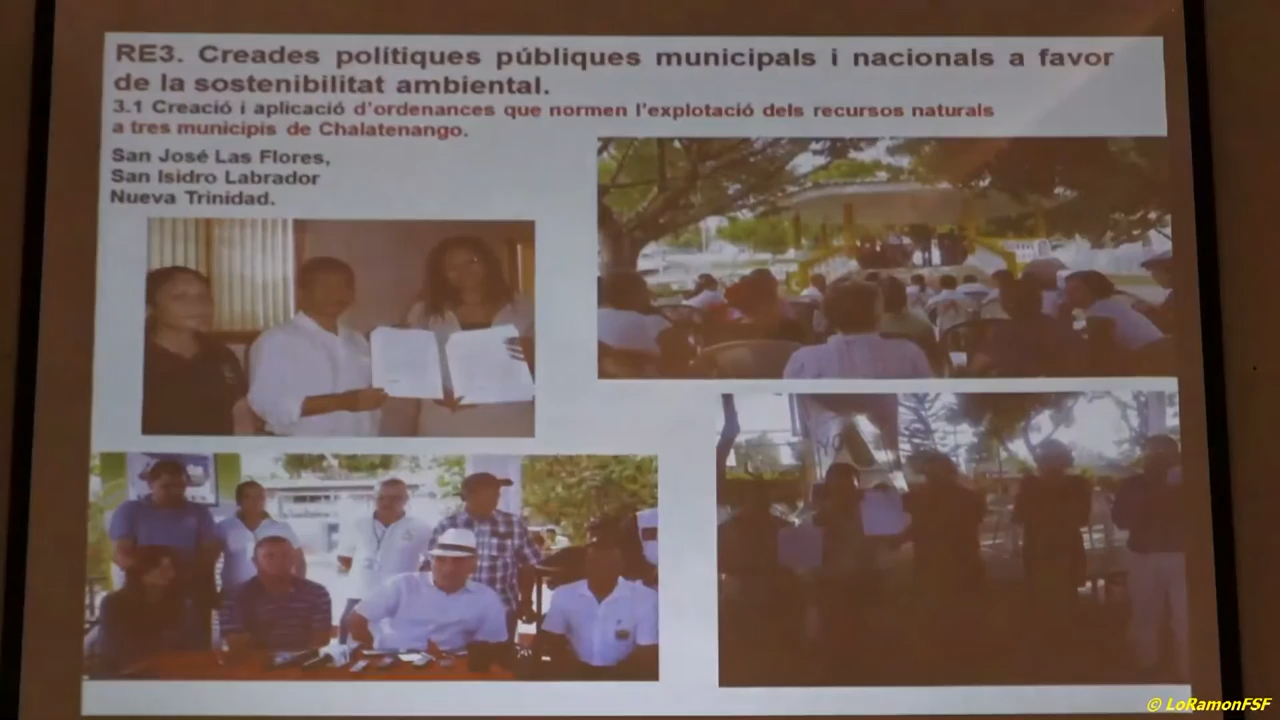 RE3. Creades polítiques públiques municipals i nacionals a favor
de la sostenibilitat ambiental.
3.1 Creació i aplicació d'ordenances que normen l'explotació dels recursos naturals
a tres municipis de Chalatenango.
San José Las Flores,
San Isidro Labrador
Nueva Trinidad.
© LoRamonFSF